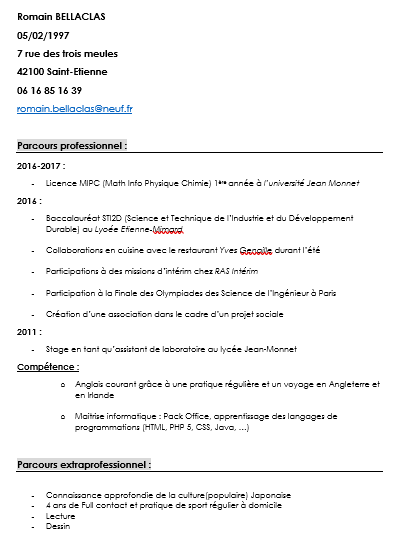 Romain BELLACLAS
05/02/1997
7 rue des trois meules
42100 Saint-Etienne
06 16 85 16 39
romain.bellaclas@neuf.fr
Parcours professionnel :
2016-2017 :
- Licence MIPC (Math Info Physique Chimie) 1ère année à l'université Jean Monnet
2016 :
- Baccalauréat STI2D (Science et Technique de l'Industrie et du Développement
Durable) au Lycée Etienne-Mimard
- Collaborations en cuisine avec le restaurant Yves Genaille durant l'été
- Participations à des missions d'intérim chez RAS Intérim
- Participation à la Finale des Olympiades des Science de l'Ingénieur à Paris
- Création d'une association dans le cadre d'un projet sociale
2011 :
- Stage en tant qu'assistant de laboratoire au lycée Jean-Monnet
Compétence :
o Anglais courant grâce à une pratique régulière et un voyage en Angleterre et
en Irlande
o Maitrise informatique : Pack Office, apprentissage des langages de
programmations (HTML, PHP 5, CSS, Java, …)
Parcours extraprofessionnel :
- Connaissance approfondie de la culture(populaire) Japonaise
- 4 ans de Full contact et pratique de sport régulier à domicile
- Lecture
- Dessin